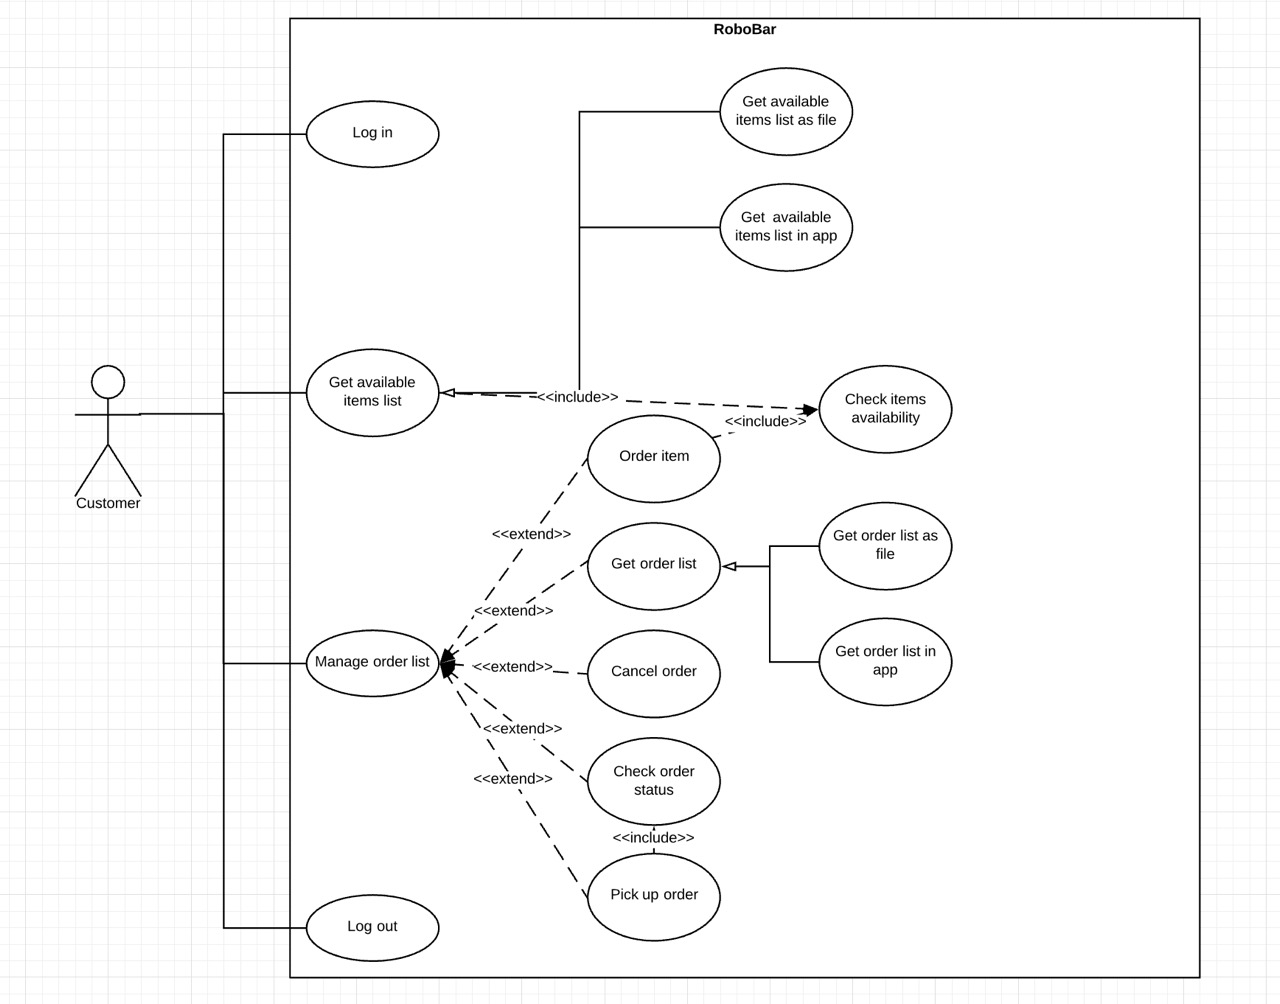 RoboBar
Get available
items list as file
Log in
Get  available
items list in app
Get available
items list
<<include>>
Check items
availability
<<include>>
Order item
Customer
<<extend>>
Get order list as
file
Get order list
<<extend>>
Manage order list
<<extend>>
Cancel order
Get order list in
app
<<extend>>
Check order
status
<<extend>>
<<include>>
Pick up order
Log out